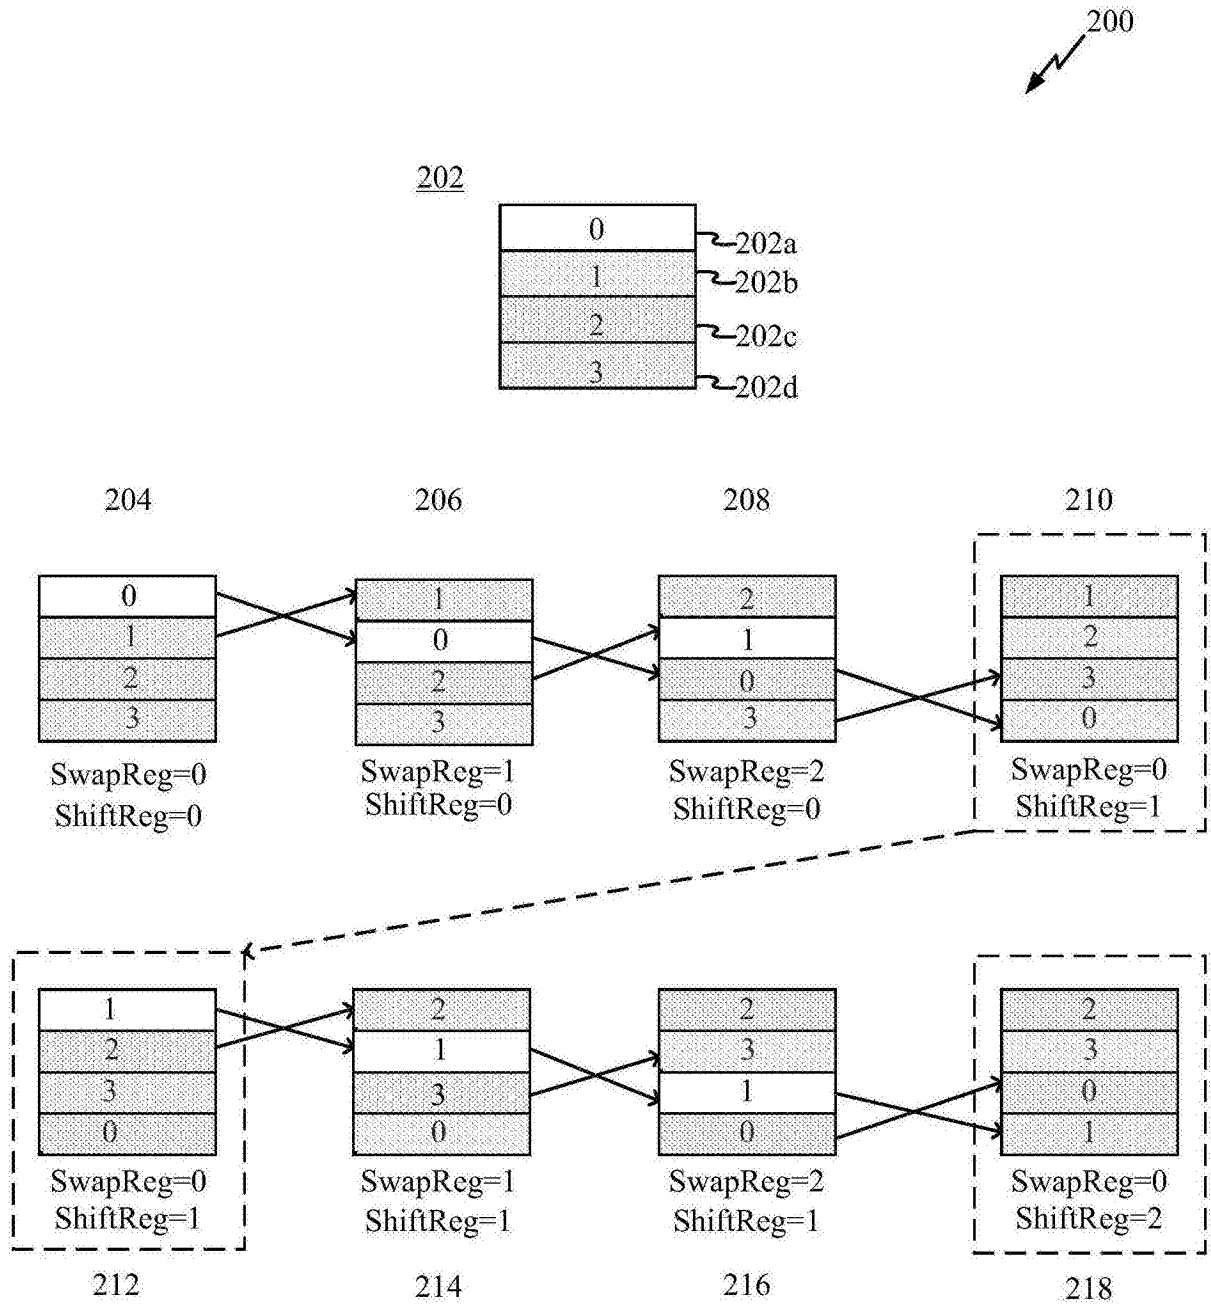 200
202
0
202a
1
202b
2
202c
3
202d
204 206 208 210
0 1 2 1
1 0 1 2
2 2 0 3
3 3 3 0
SwapReg=0 SwapReg=1 SwapReg=2 SwapReg=0
ShiftReg=0 ShiftReg=0 ShiftReg=0 ShiftReg=1
1 2 2 2
2 1 3 3
3 3 1 0
0 0 0 1
SwapReg=0 SwapReg=1 SwapReg=2 SwapReg=0
ShiftReg=1 ShiftReg=1 ShiftReg=1 ShiftReg=2
212 214 216 218